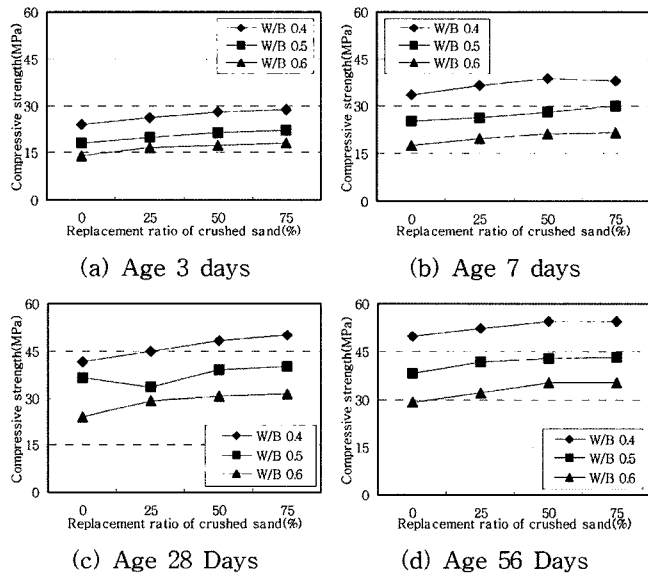 60
45
30
15
0
Compressive strength(MPa)
W/B 0.4
W/B 0.5
W/B 0.6
0 25 50 75
Replacement ratio of crushed sand(%)
(a) Age 3 days
60
45
30
15
0
Compressive strength(MPa)
W/B 0.4
W/B 0.5
W/B 0.6
0 25 50 75
Replacement ratio of crushed sand(%)
(b) Age 7 days
60
45
30
15
0
Compressive strength(MPa)
W/B 0.4
W/B 0.5
W/B 0.6
0 25 50 75
Replacement ratio of crushed sand(%)
(c) Age 28 Days
60
45
30
15
0
Compressive strength(MPa)
W/B 0.4
W/B 0.5
W/B 0.6
0 25 50 75
Replacement ratio of crushed sand(%)
(d) Age 56 Days